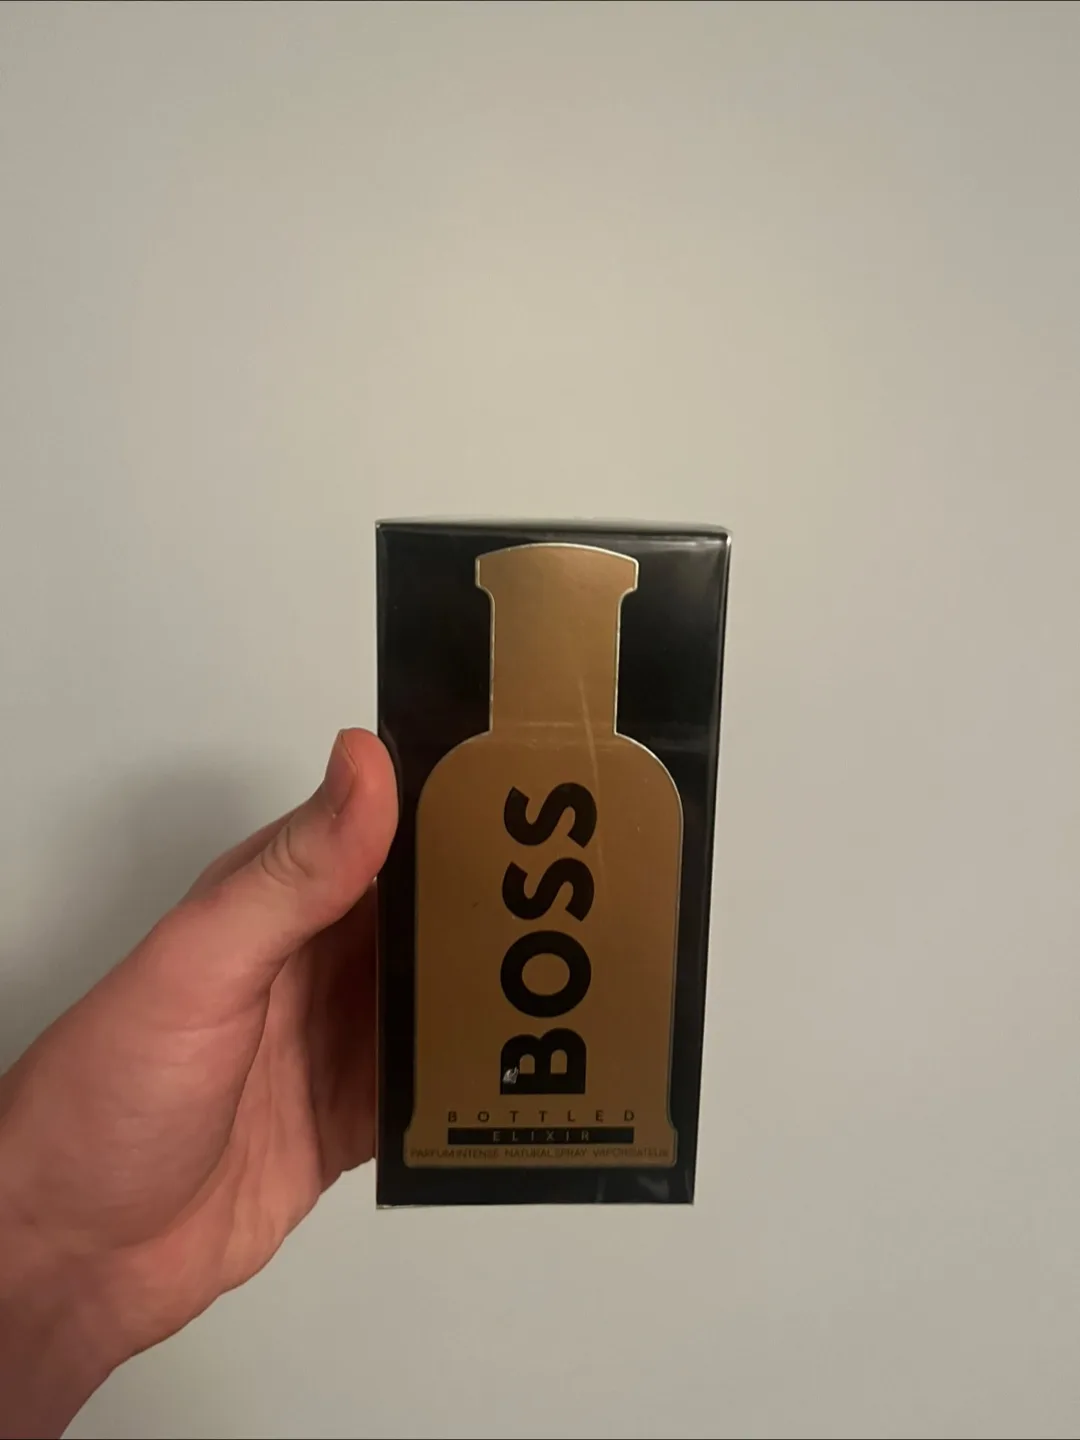 BOSS
BOTTLED
ELIXIR
PARFUM INTENSE NATURAL SPRAY VAPORISATEUR